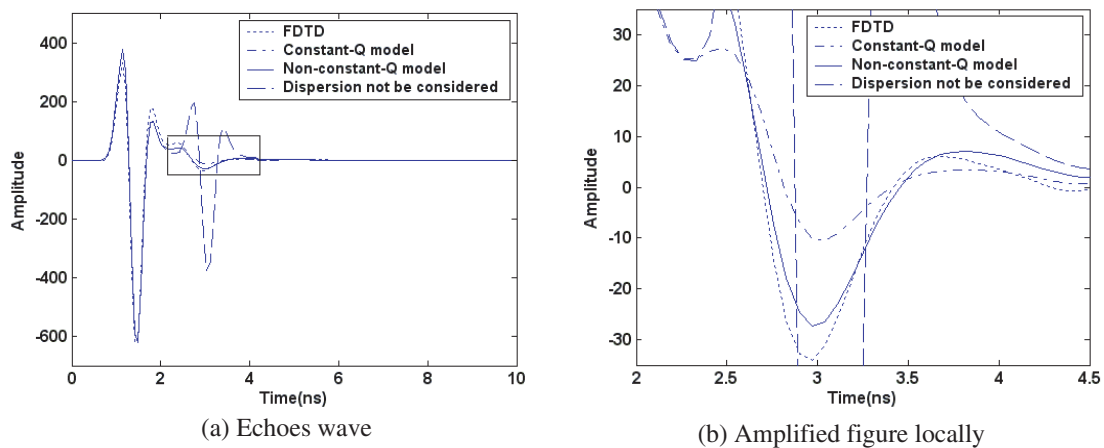 400
200
0
-200
-400
-600
Amplitude
FDTD
Constant-Q model
Non-constant-Q model
Dispersion not be considered
0 2 4 6 8 10
Time(ns)
(a) Echoes wave
30
20
10
0
-10
-20
-30
Amplitude
FDTD
Constant-Q model
Non-constant-Q model
Dispersion not be considered
2 2.5 3 3.5 4 4.5
Time(ns)
(b) Amplified figure locally